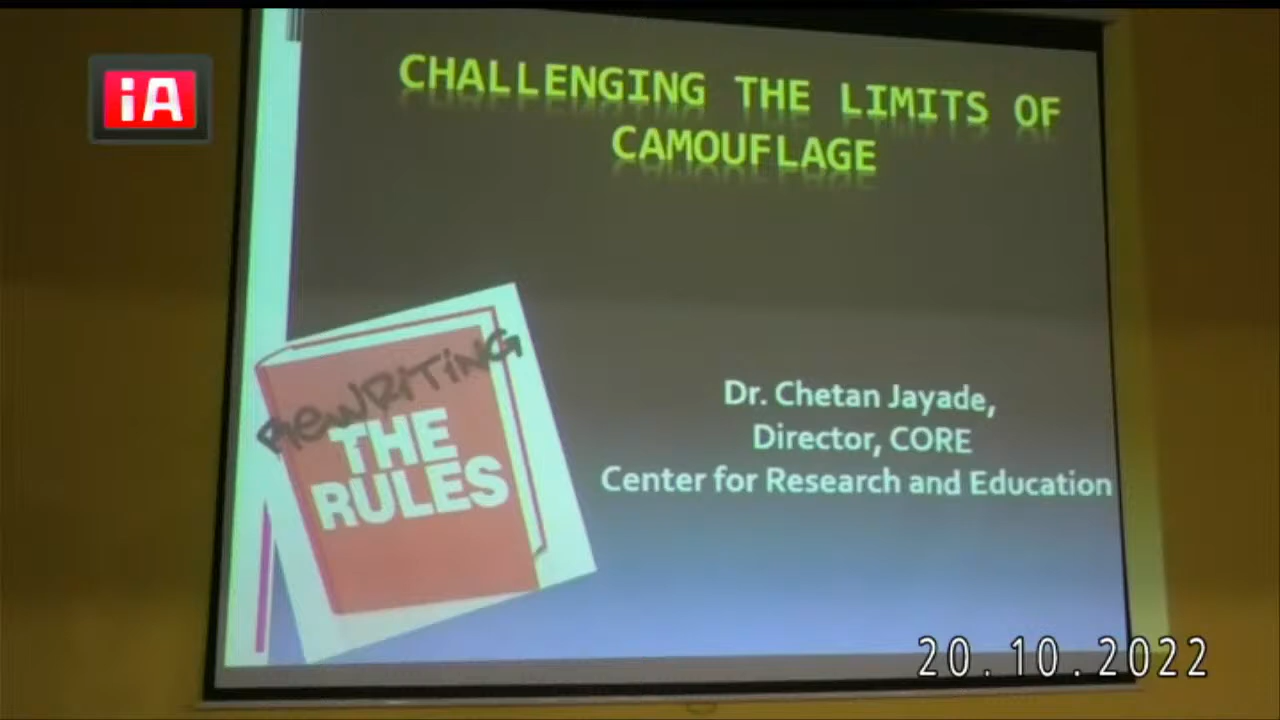 iA
CHALLENGING THE LIMITS OF
CAMOUFLAGE
REWRiTiNG
THE
RULES
Dr. Chetan Jayade,
Director, CORE
Center for Research and Education
20.10.2022